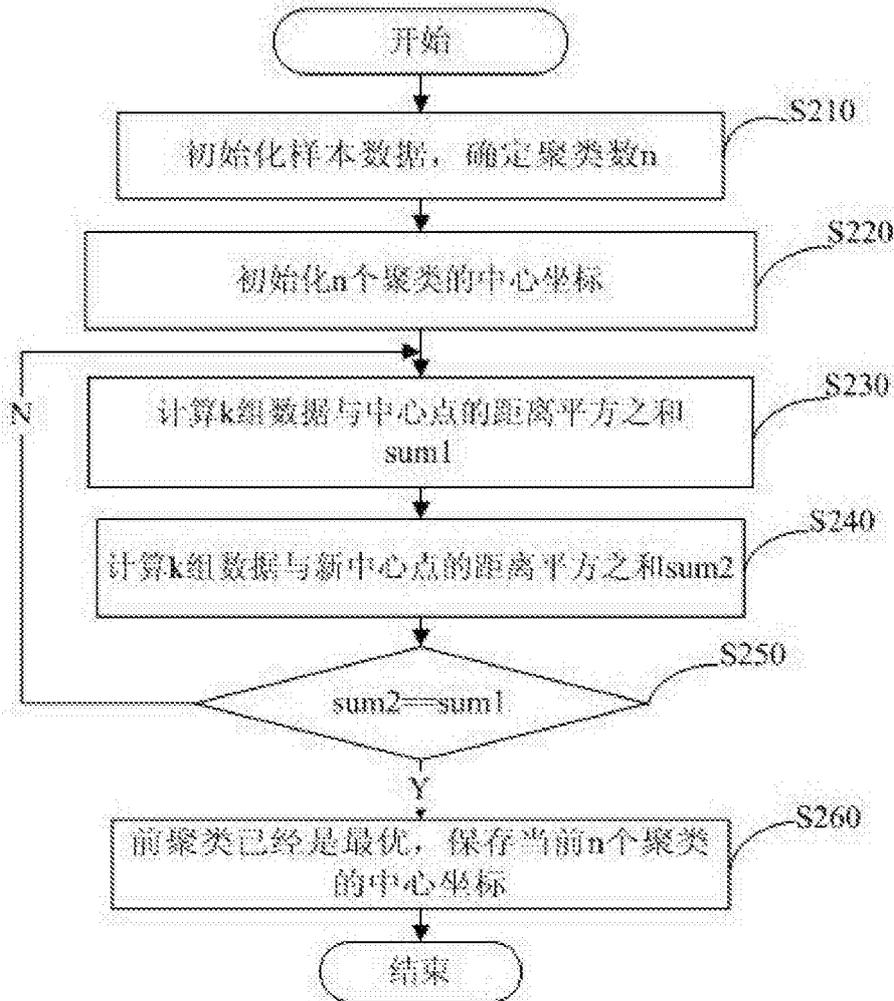 开始
S210
初始化样本数据，确定聚类数n
S220
初始化n个聚类的中心坐标
N
S230
计算k组数据与中心点的距离平方之和
sum1
S240
计算k组数据与新中心点的距离平方之和sum2
S250
sum2==sum1
Y
S260
前聚类已经是最优，保存当前n个聚类
的中心坐标
结束